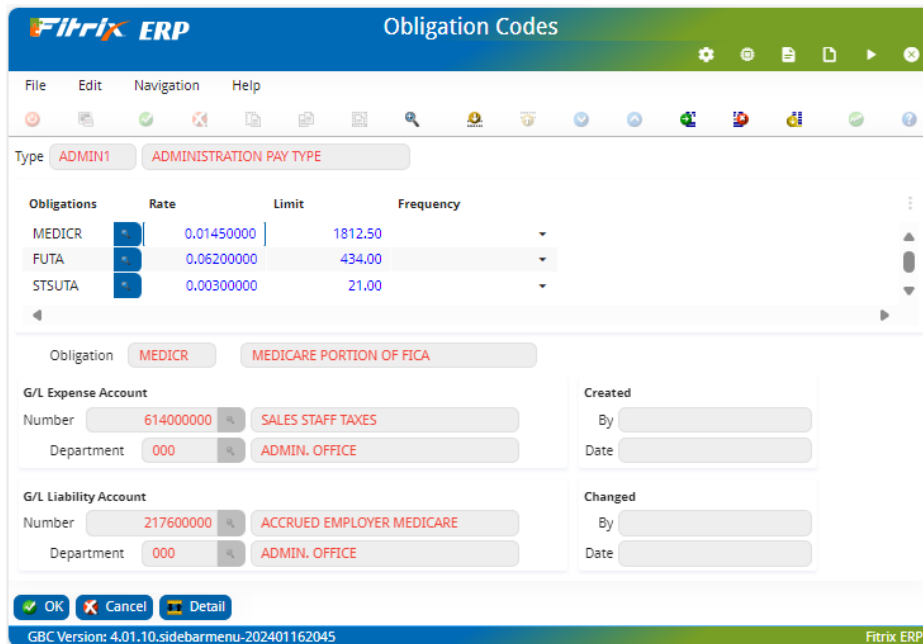 Fitrix ERP
Obligation Codes
File Edit Navigation Help
Type ADMIN1 ADMINISTRATION PAY TYPE
Obligations Rate Limit Frequency
MEDICR 0.01450000 1812.50
FUTA 0.06200000 434.00
STSUTA 0.00300000 21.00
Obligation MEDICR MEDICARE PORTION OF FICA
G/L Expense Account Created
Number 614000000 SALES STAFF TAXES By
Department 000 ADMIN. OFFICE Date
G/L Liability Account Changed
Number 217600000 ACCRUED EMPLOYER MEDICARE By
Department 000 ADMIN. OFFICE Date
OK Cancel Detail
GBC Version: 4.01.10.sidebarmenu-202401162045 Fitrix ERP